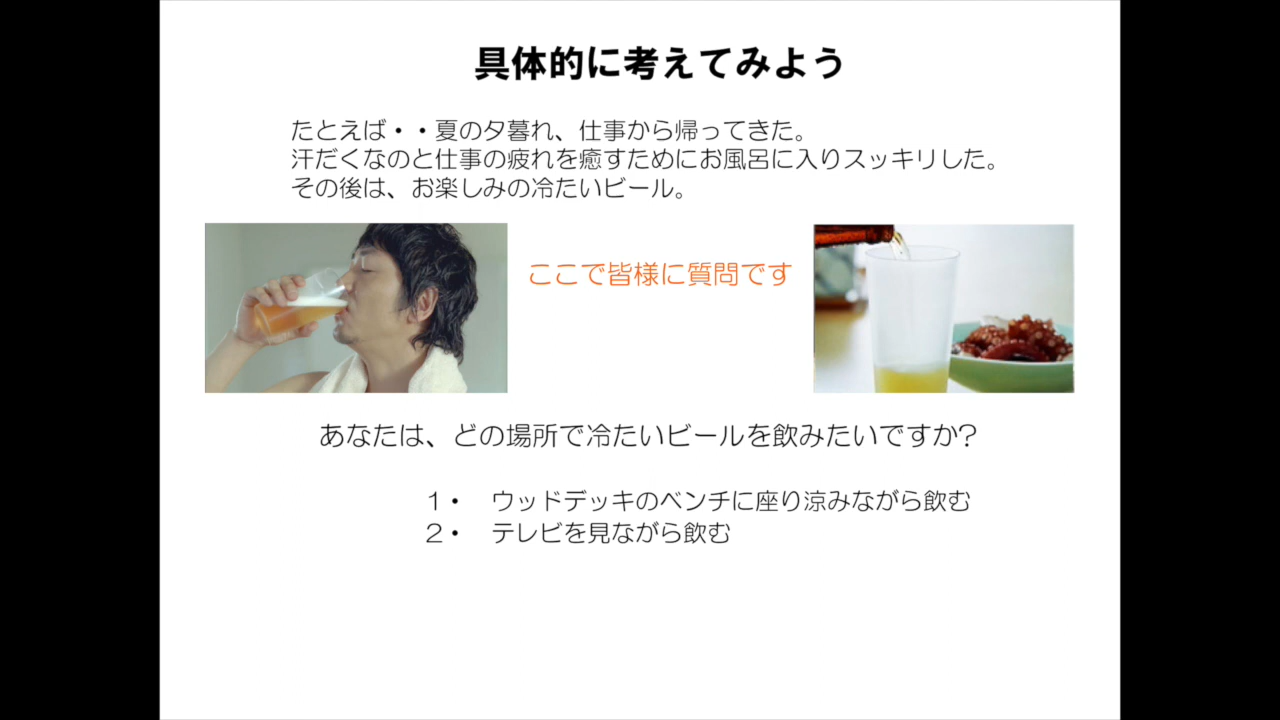 具体的に考えてみよう
たとえば・・夏の夕暮れ、仕事から帰ってきた。
汗だくなのと仕事の疲れを癒すためにお風呂に入りスッキリした。
その後は、お楽しみの冷たいビール。
ここで皆様に質問です
あなたは、どの場所で冷たいビールを飲みたいですか?
１・　ウッドデッキのベンチに座り涼みながら飲む
２・　テレビを見ながら飲む